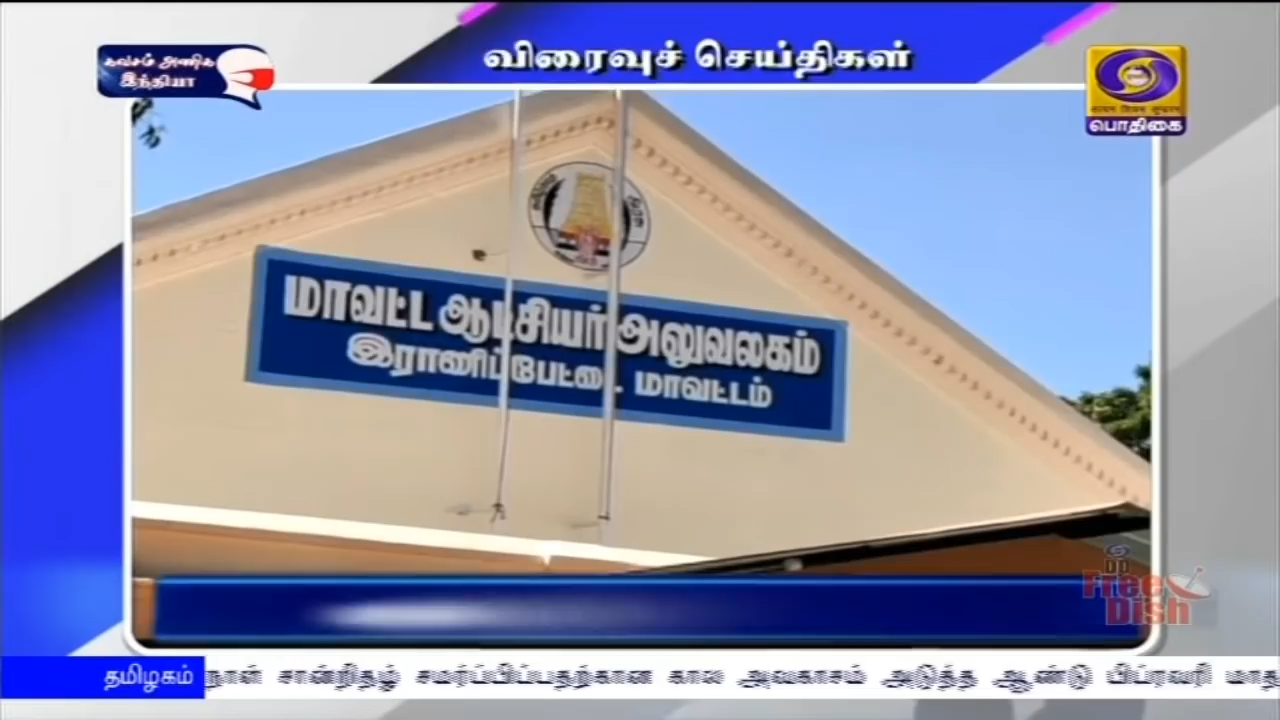 கவசம் அணிக
இந்தியா
விரைவுச் செய்திகள்
பொதிகை
மாவட்ட ஆட்சியர் அலுவலகம்
இராணிப்பேட்டை மாவட்டம்
DD
Free
Dish
தமிழகம்
நாள் சான்றிதழ் சமர்ப்பிப்பதற்கான கால அவகாசம் அடுத்த ஆண்டு பிப்ரவரி மாத